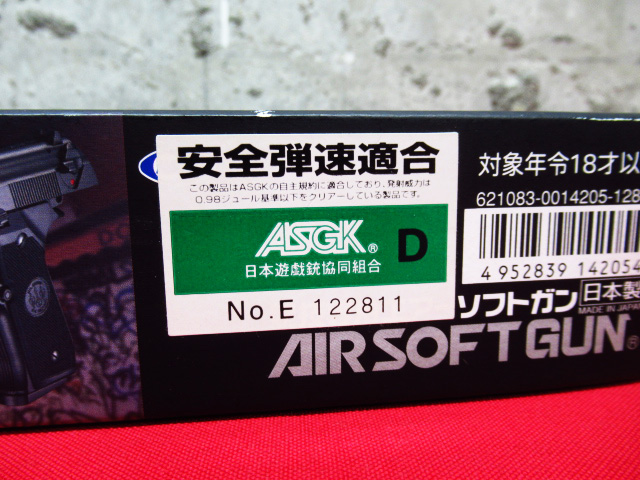 安全弾速適合
この製品はASGKの自主規約に適合しており、発射威力は
0.98ジュール基準以下をクリアーしている製品です。
ASGK® D
日本遊戯銃協同組合
No.E 122811
対象年令18才以
621083-0014205-128
4 952839 142054
ソフトガン 日本製
MADE IN JAPAN
AIRSOFT GUN®